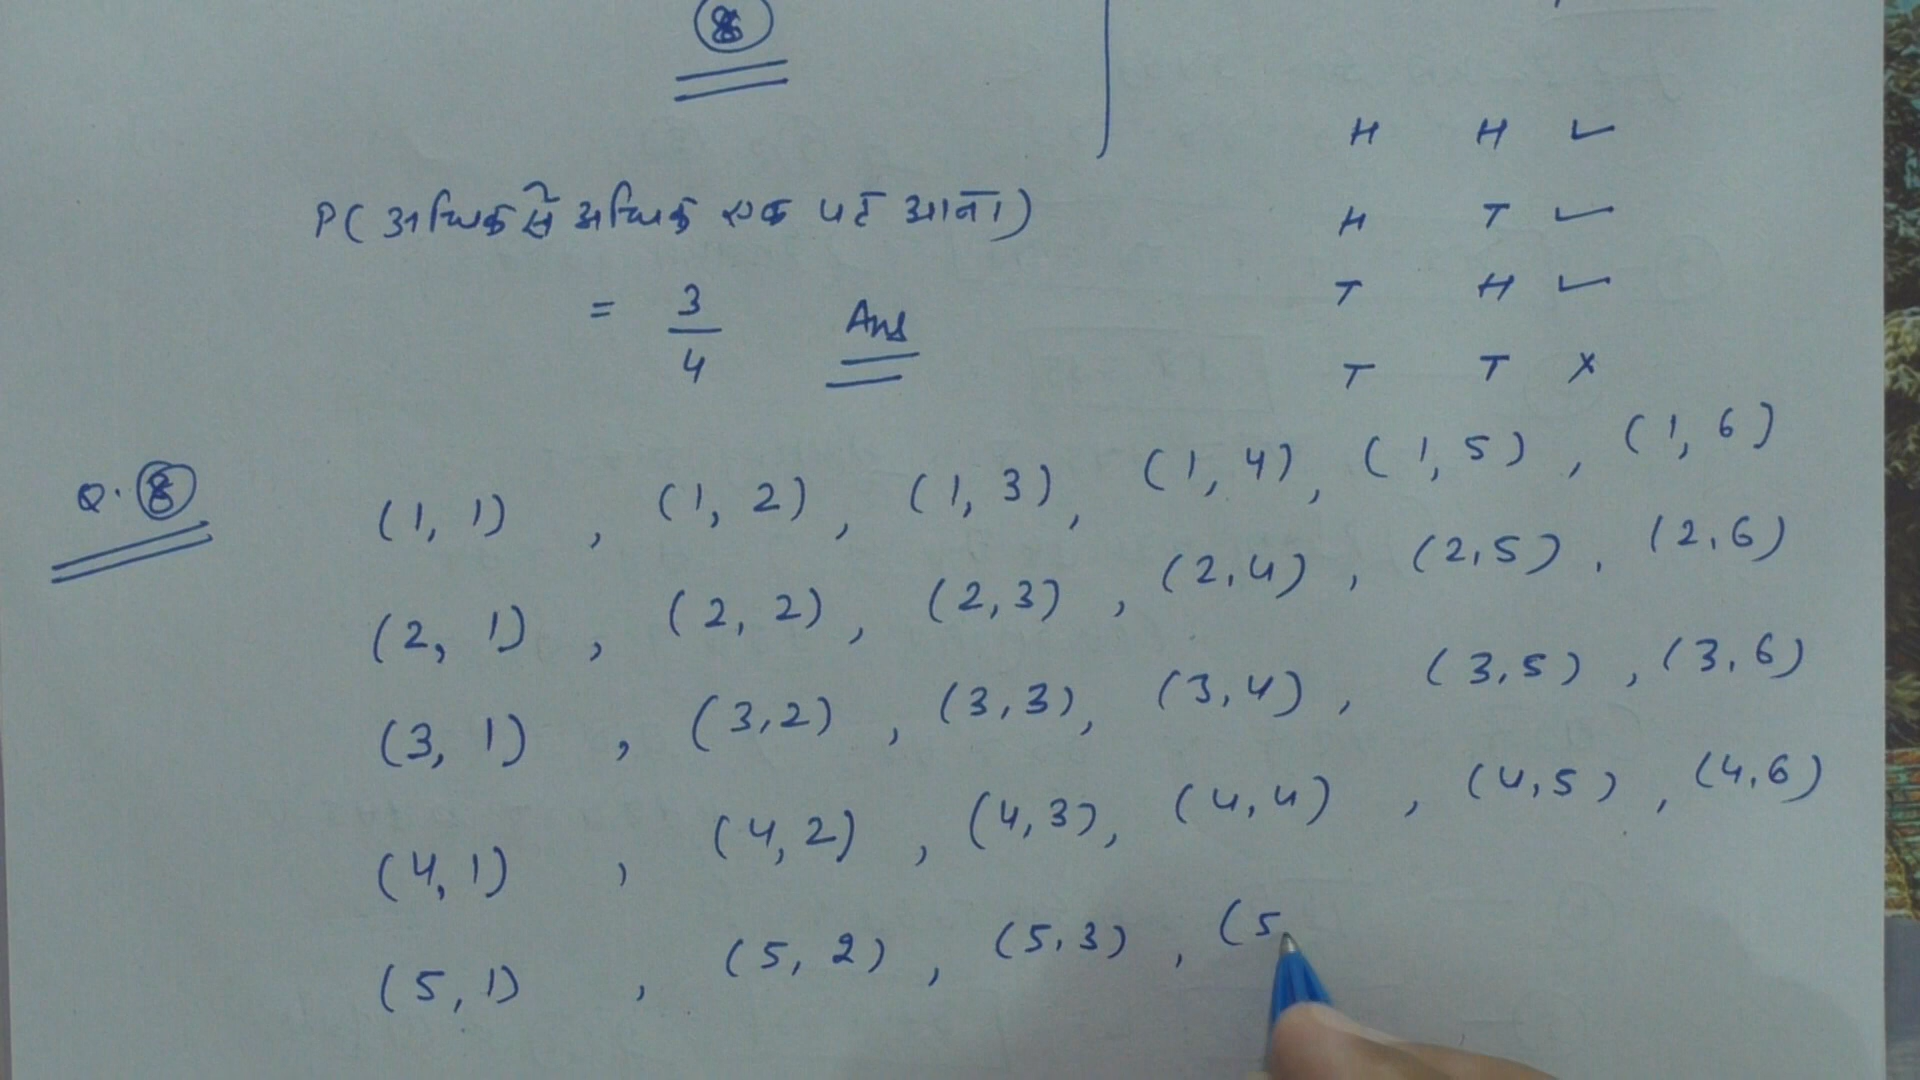 8
P( अधिक से अधिक एक पट आना )
= 3/4 Ans
H H ✓
H T ✓
T H ✓
T T ✗
Q. 8
(1, 1) , (1, 2) , (1, 3) , (1, 4) , (1, 5) , (1, 6)
(2, 1) , (2, 2) , (2, 3) , (2, 4) , (2, 5) , (2, 6)
(3, 1) , (3, 2) , (3, 3) , (3, 4) , (3, 5) , (3, 6)
(4, 1) , (4, 2) , (4, 3) , (4, 4) , (4, 5) , (4, 6)
(5, 1) , (5, 2) , (5, 3) , (5